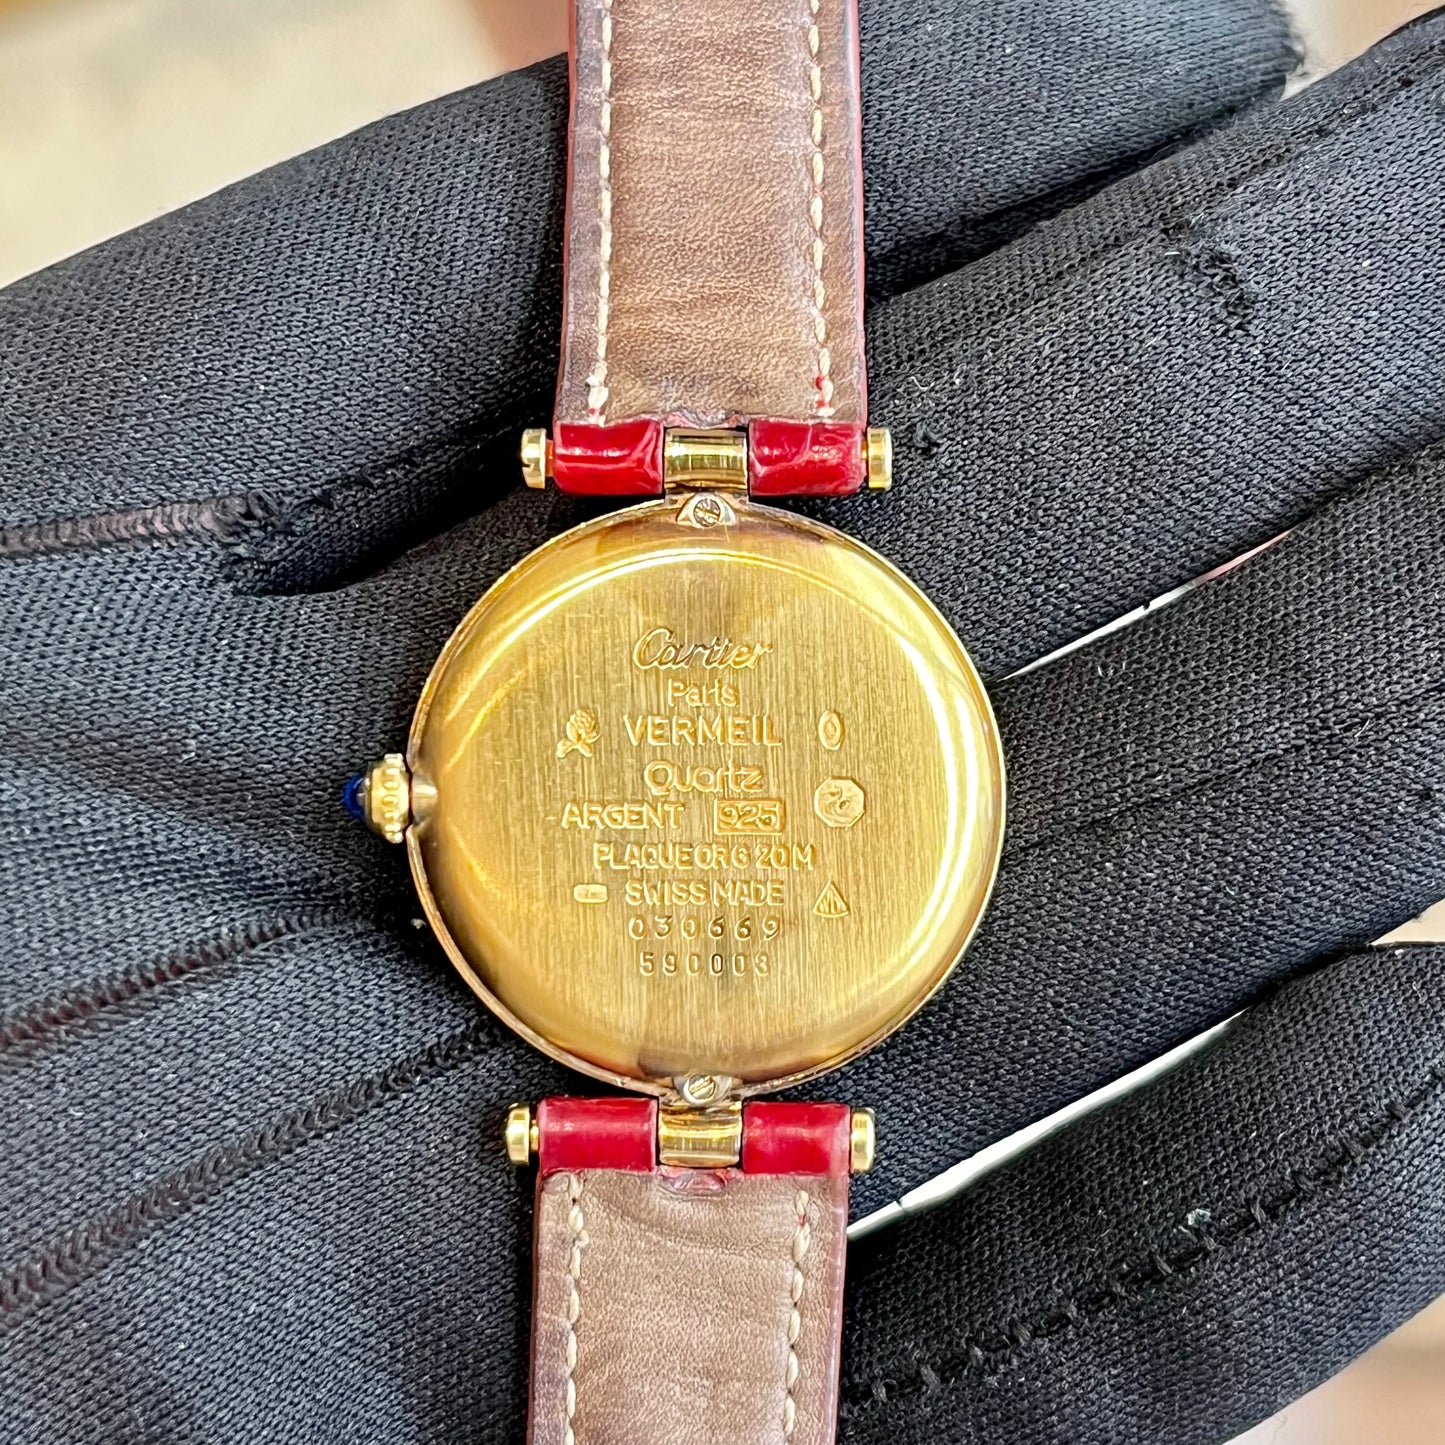 Cartier
Paris
VERMEIL
Quartz
ARGENT 925
PLAQUE OR G 20 M
SWISS MADE
030669
590003